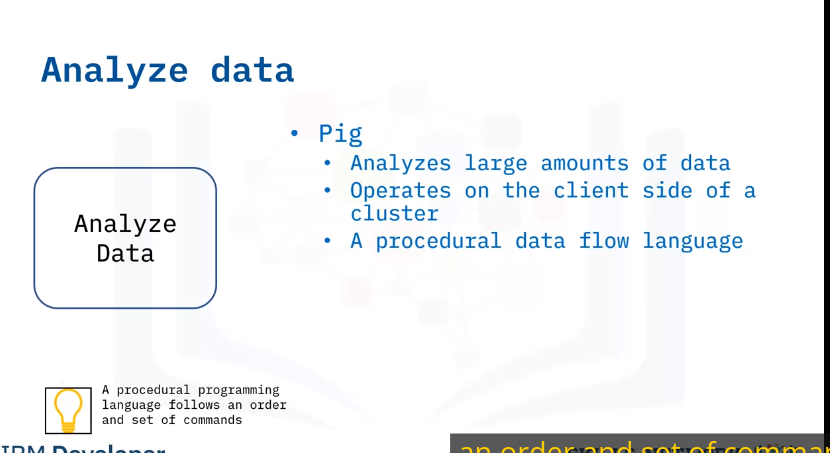 Analyze data
• Pig
• Analyzes large amounts of data
• Operates on the client side of a
cluster
• A procedural data flow language
Analyze
Data
A procedural programming
language follows an order
and set of commands
IBM Developer
an order and set of comma